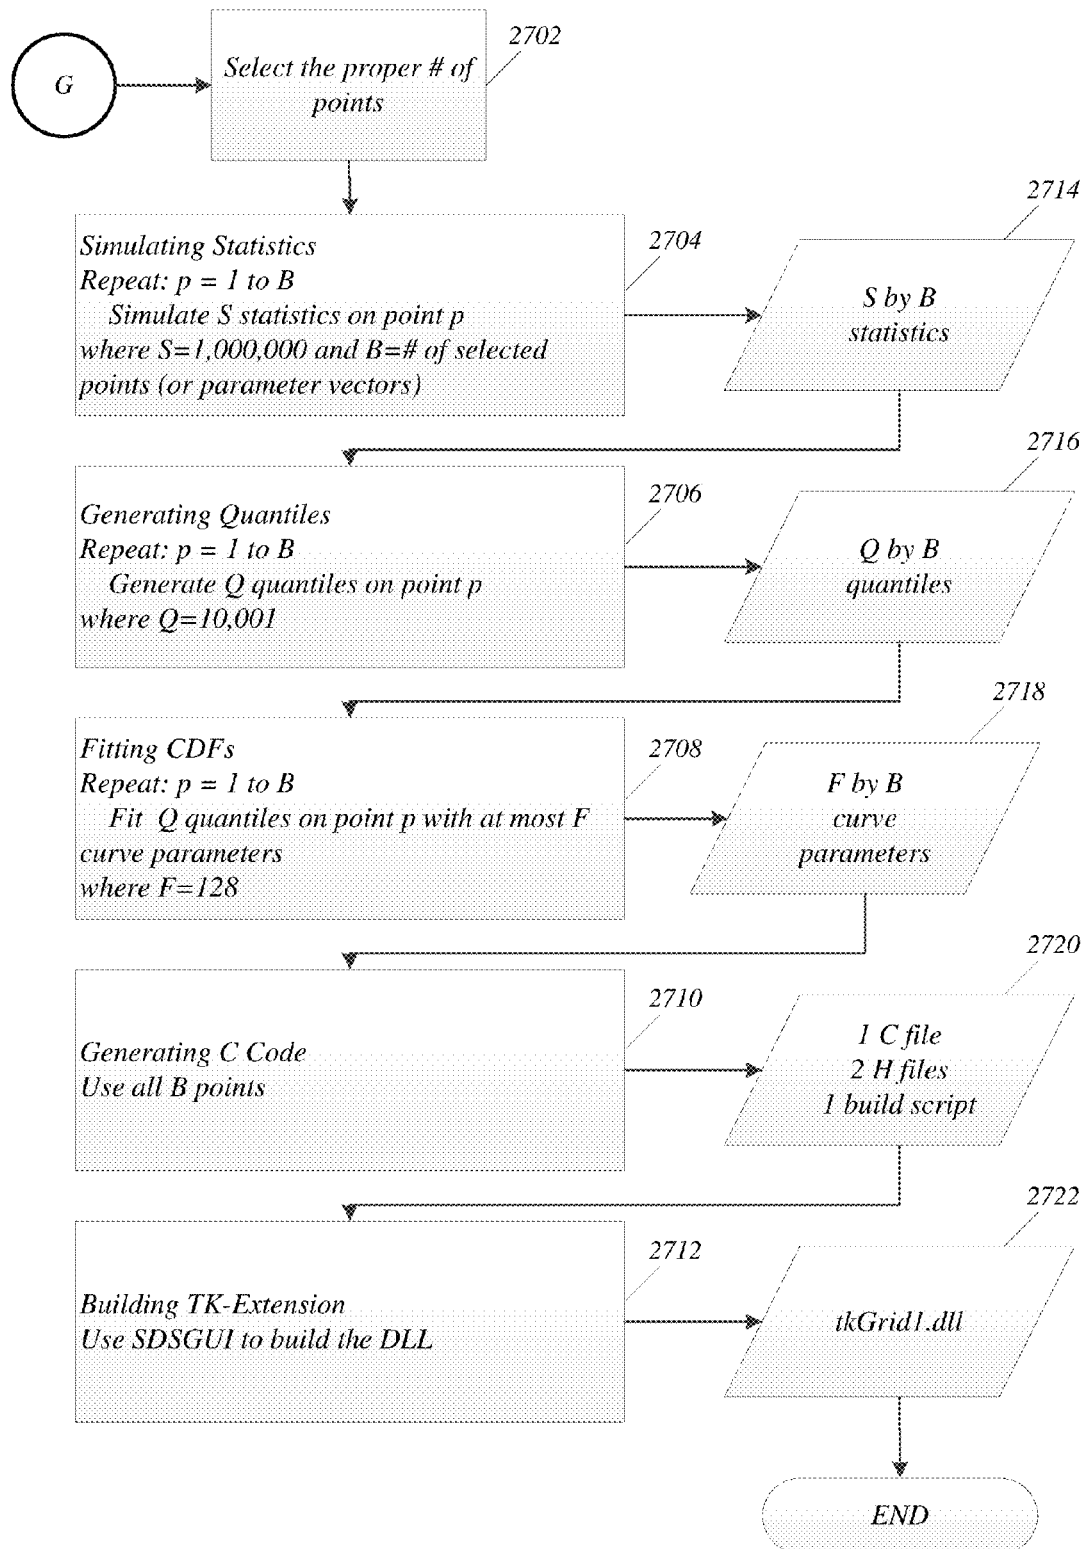 G
Select the proper # of
points
2702
Simulating Statistics
Repeat: p = 1 to B
Simulate S statistics on point p
where S=1,000,000 and B=# of selected
points (or parameter vectors)
2704
S by B
statistics
2714
Generating Quantiles
Repeat: p = 1 to B
Generate Q quantiles on point p
where Q=10,001
2706
Q by B
quantiles
2716
Fitting CDFs
Repeat: p = 1 to B
Fit Q quantiles on point p with at most F
curve parameters
where F=128
2708
F by B
curve
parameters
2718
Generating C Code
Use all B points
2710
1 C file
2 H files
1 build script
2720
Building TK-Extension
Use SDSGUI to build the DLL
2712
tkGrid1.dll
2722
END